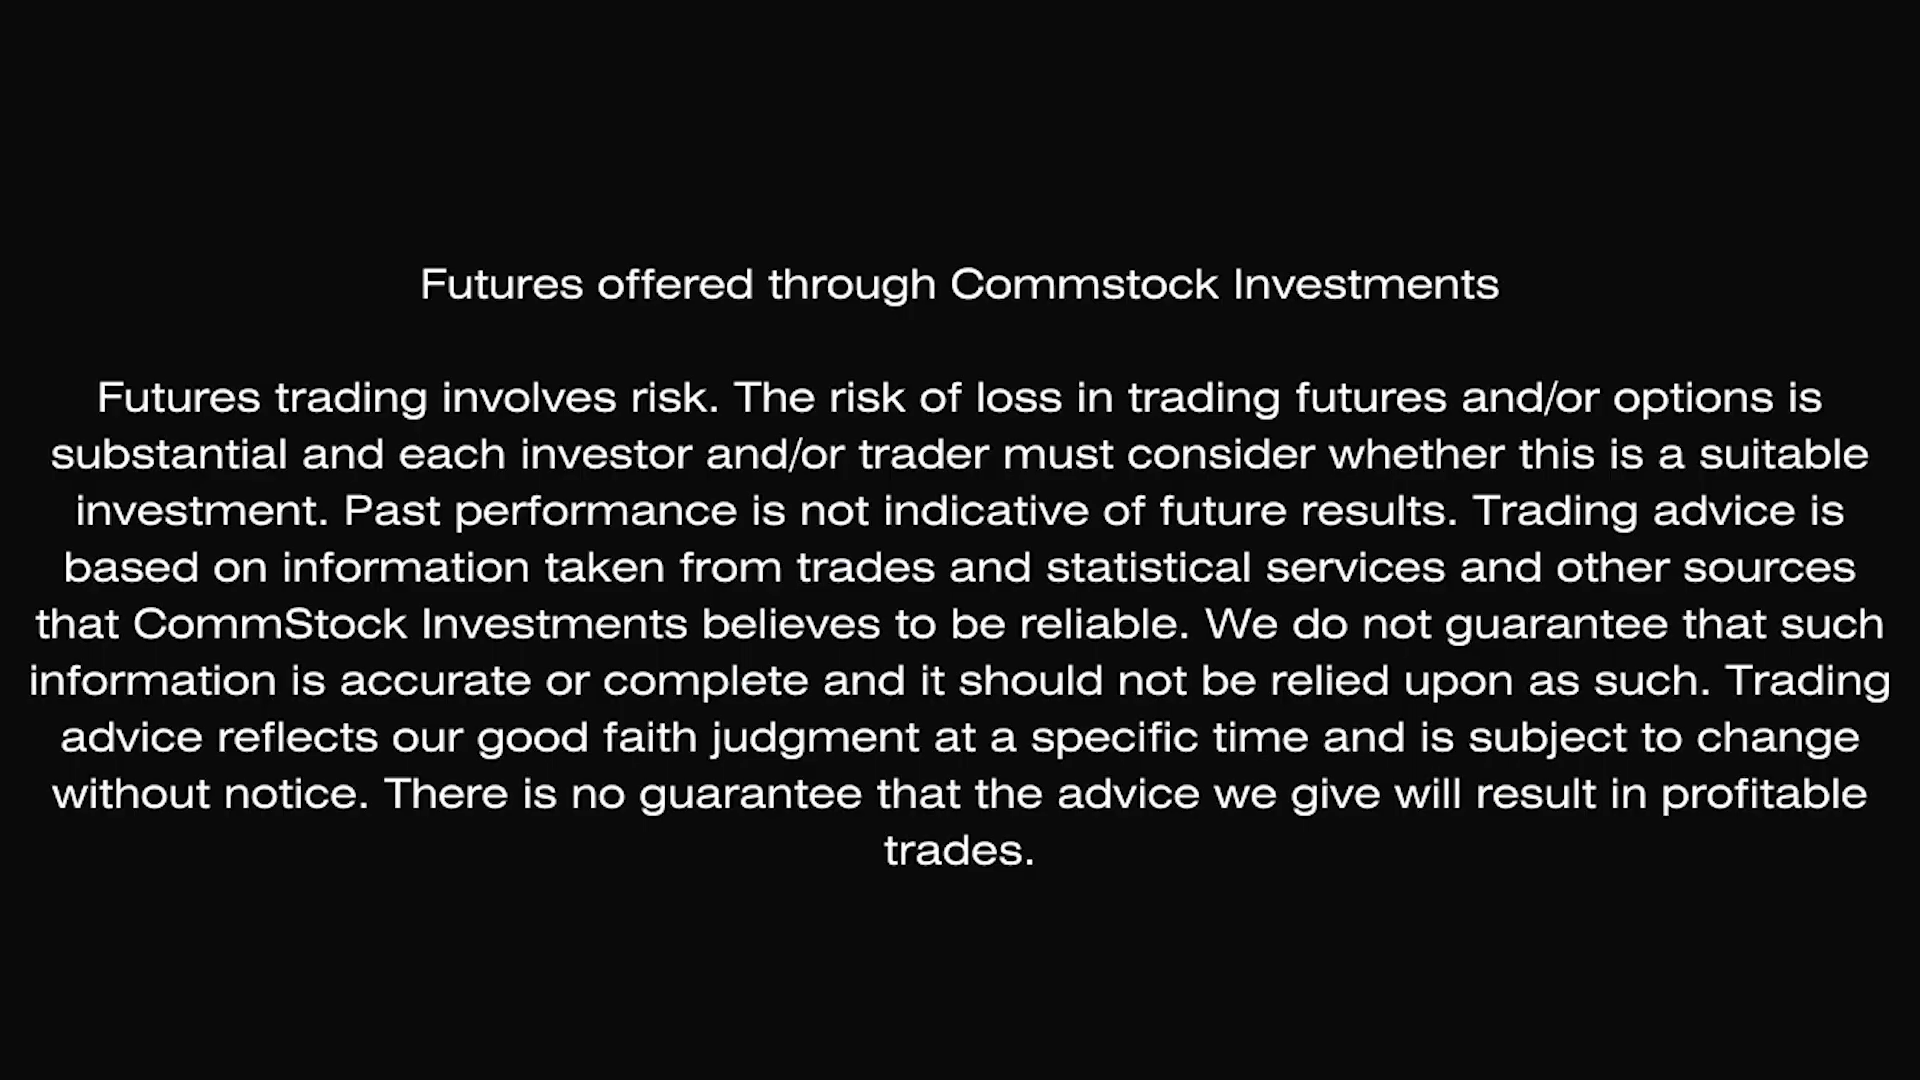 Futures offered through Commstock Investments
Futures trading involves risk. The risk of loss in trading futures and/or options is
substantial and each investor and/or trader must consider whether this is a suitable
investment. Past performance is not indicative of future results. Trading advice is
based on information taken from trades and statistical services and other sources
that CommStock Investments believes to be reliable. We do not guarantee that such
information is accurate or complete and it should not be relied upon as such. Trading
advice reflects our good faith judgment at a specific time and is subject to change
without notice. There is no guarantee that the advice we give will result in profitable
trades.